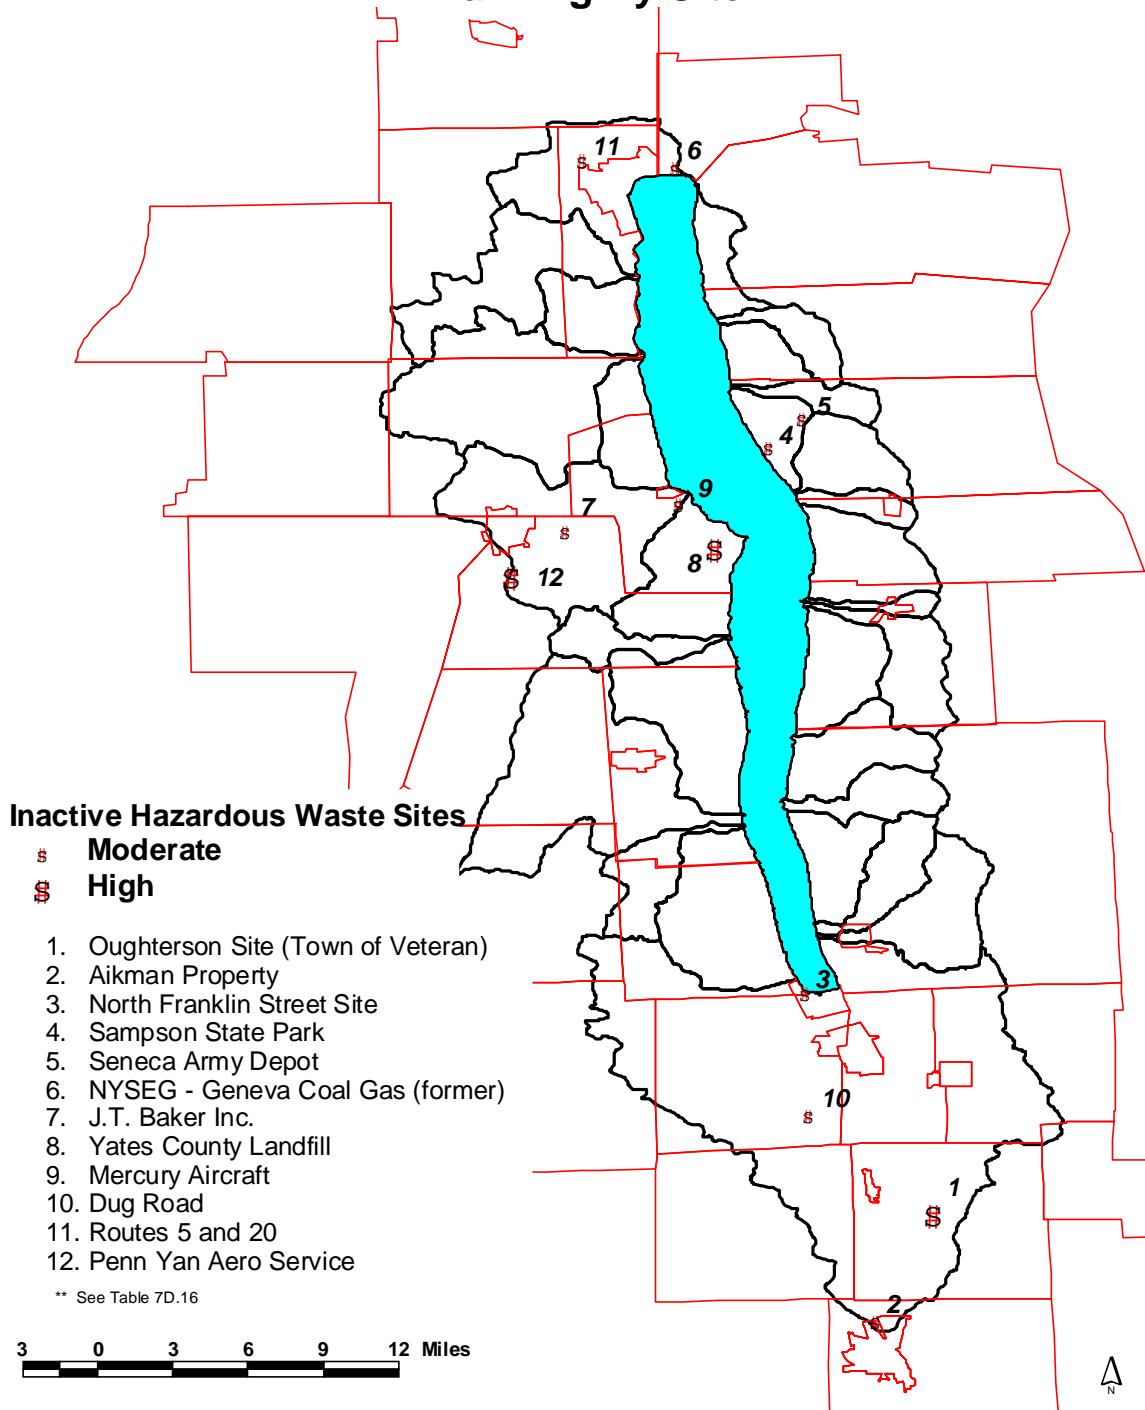 11
6
5
4
9
7
8
12
Inactive Hazardous Waste Sites
Moderate
High
1. Oughterson Site (Town of Veteran)
2. Aikman Property
3. North Franklin Street Site
4. Sampson State Park
5. Seneca Army Depot
6. NYSEG - Geneva Coal Gas (former)
7. J.T. Baker Inc.
8. Yates County Landfill
9. Mercury Aircraft
10. Dug Road
11. Routes 5 and 20
12. Penn Yan Aero Service
** See Table 7D.16
3
10
1
2
3 0 3 6 9 12 Miles
N